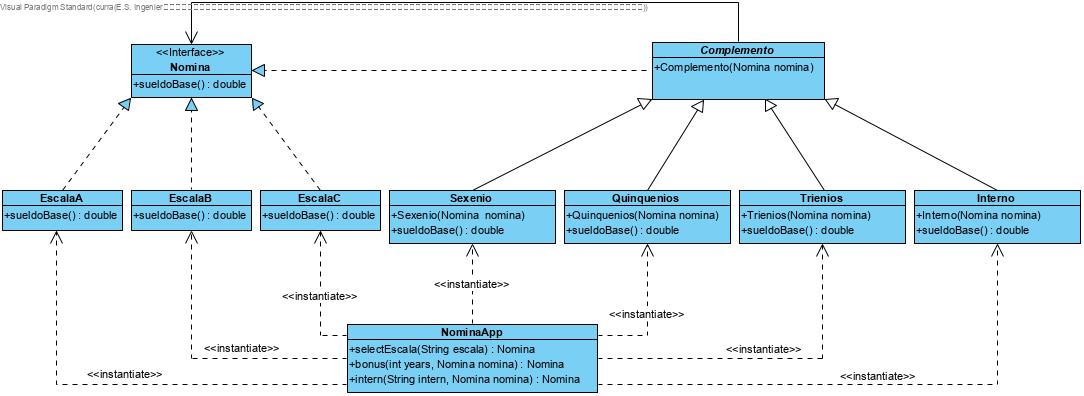 Visual Paradigm Standard(curra(E.S. Ingenier
<<Interface>>
Nomina
+sueldoBase() : double
Complemento
+Complemento(Nomina nomina)
EscalaA
+sueldoBase() : double
EscalaB
+sueldoBase() : double
EscalaC
+sueldoBase() : double
Sexenio
+Sexenio(Nomina nomina)
+sueldoBase() : double
Quinquenios
+Quinquenios(Nomina nomina)
+sueldoBase() : double
Trienios
+Trienios(Nomina nomina)
+sueldoBase() : double
Interno
+Interno(Nomina nomina)
+sueldoBase() : double
<<instantiate>>
<<instantiate>>
<<instantiate>>
<<instantiate>>
<<instantiate>>
<<instantiate>>
<<instantiate>>
NominaApp
+selectEscala(String escala) : Nomina
+bonus(int years, Nomina nomina) : Nomina
+intern(String intern, Nomina nomina) : Nomina